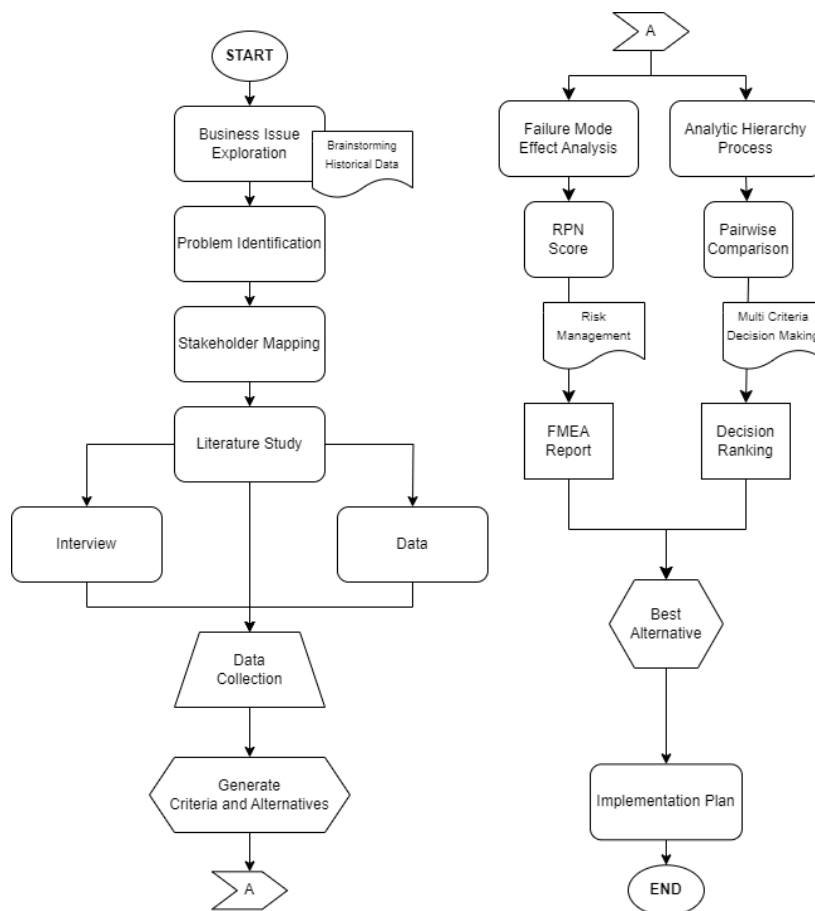 START
Business Issue
Exploration
Brainstorming
Historical Data
Problem Identification
Stakeholder Mapping
Literature Study
Interview
Data
Data
Collection
Generate
Criteria and Alternatives
A
A
Failure Mode
Effect Analysis
Analytic Hierarchy
Process
RPN
Score
Pairwise
Comparison
Risk
Management
Multi Criteria
Decision Making
FMEA
Report
Decision
Ranking
Best
Alternative
Implementation Plan
END